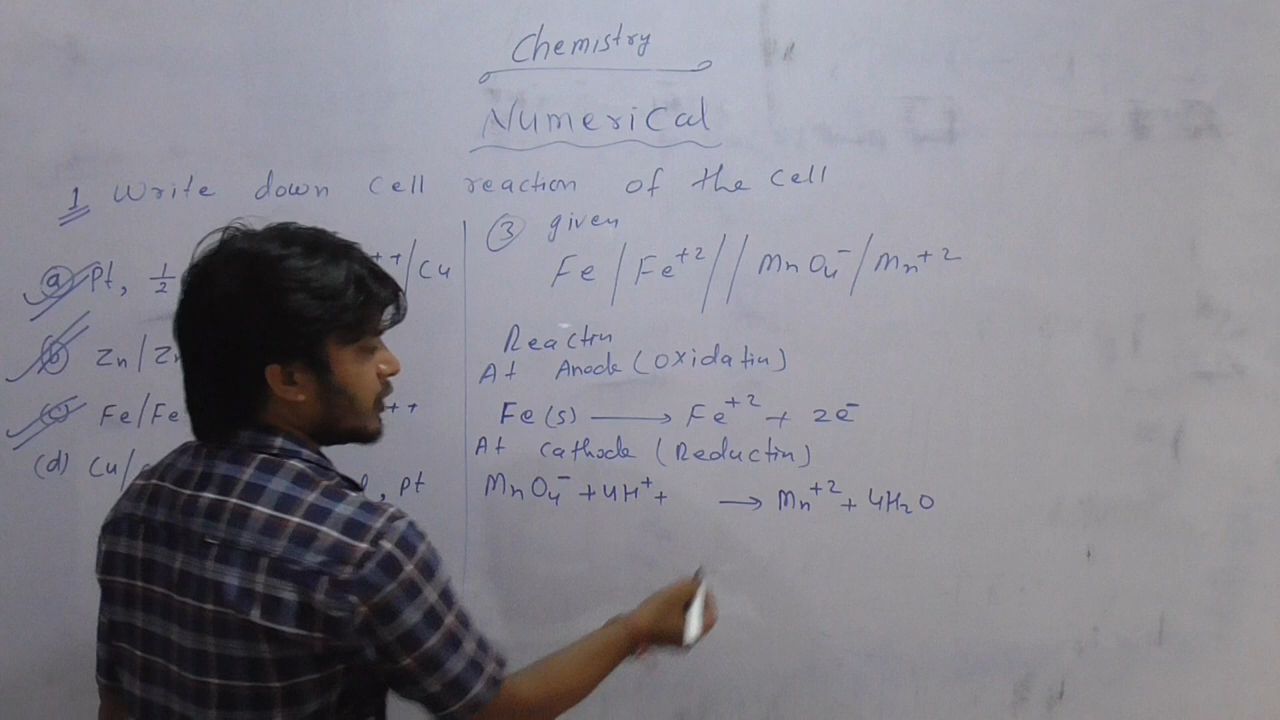 Chemistry
Numerical
1 Write down cell reaction of the cell
(a) Pt, 1/2 ++/Cu
(b) Zn/Zn
(c) Fe/Fe ++
(d) Cu/ , Pt
3 given
Fe/Fe⁺²//MnO₄⁻/Mn⁺²
Reactin
At Anode (Oxidatin)
Fe(s) → Fe⁺² + 2e⁻
At cathode (Reductin)
MnO₄⁻ + 4H⁺ + → Mn⁺² + 4H₂O